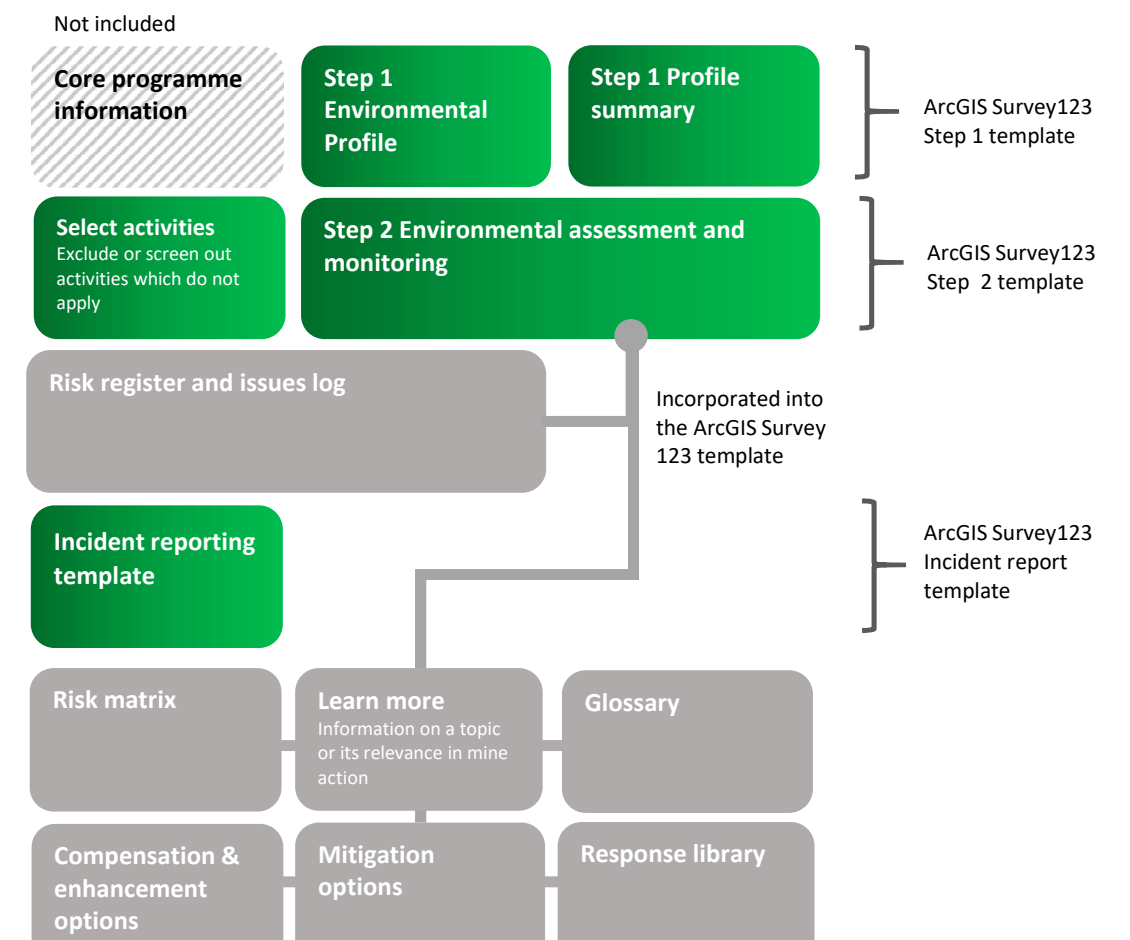 Not included
Core programme
information
Step 1
Environmental
Profile
Step 1 Profile
summary
ArcGIS Survey123
Step 1 template
Select activities
Exclude or screen out
activities which do not
apply
Step 2 Environmental assessment and
monitoring
ArcGIS Survey123
Step 2 template
Risk register and issues log
Incorporated into
the ArcGIS Survey
123 template
Incident reporting
template
ArcGIS Survey123
Incident report
template
Risk matrix
Learn more
Information on a topic
or its relevance in mine
action
Glossary
Compensation &
enhancement
options
Mitigation
options
Response library